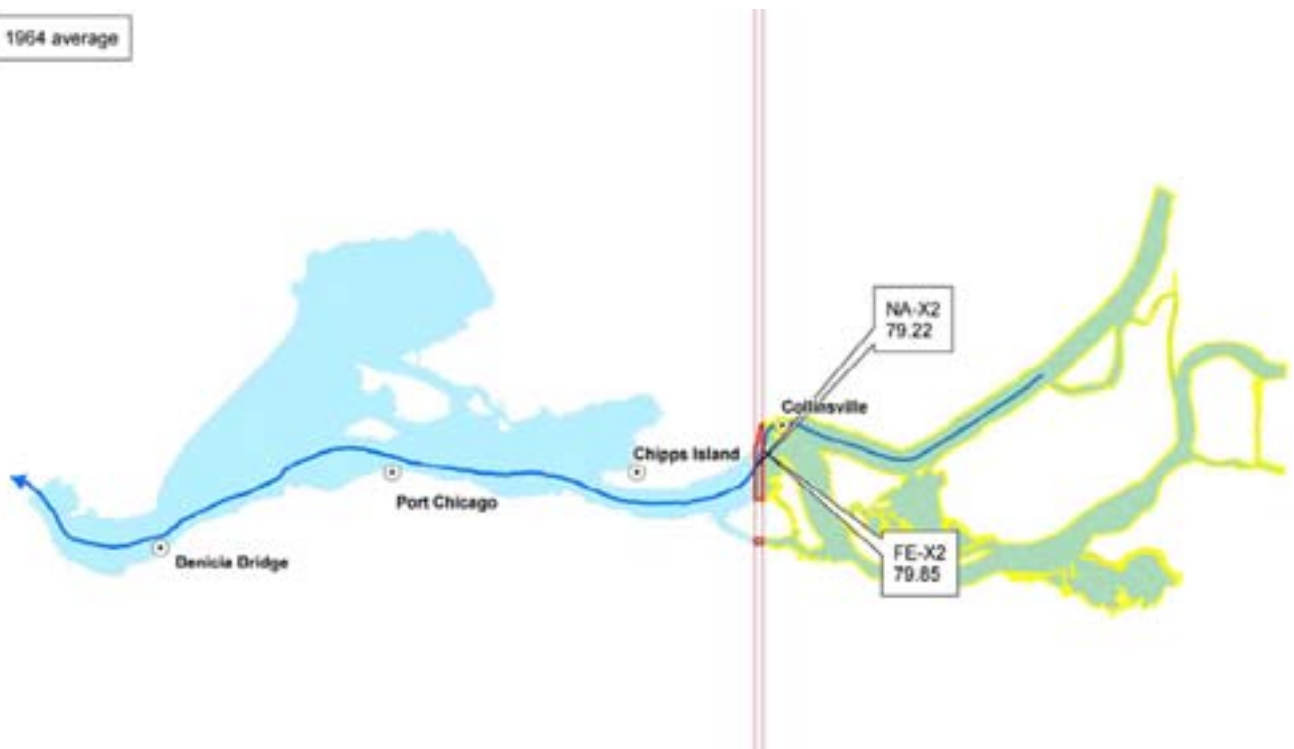 1964 average
NA-X2
79.22
Collinsville
Chipps Island
Port Chicago
FE-X2
79.85
Denicia Dridge